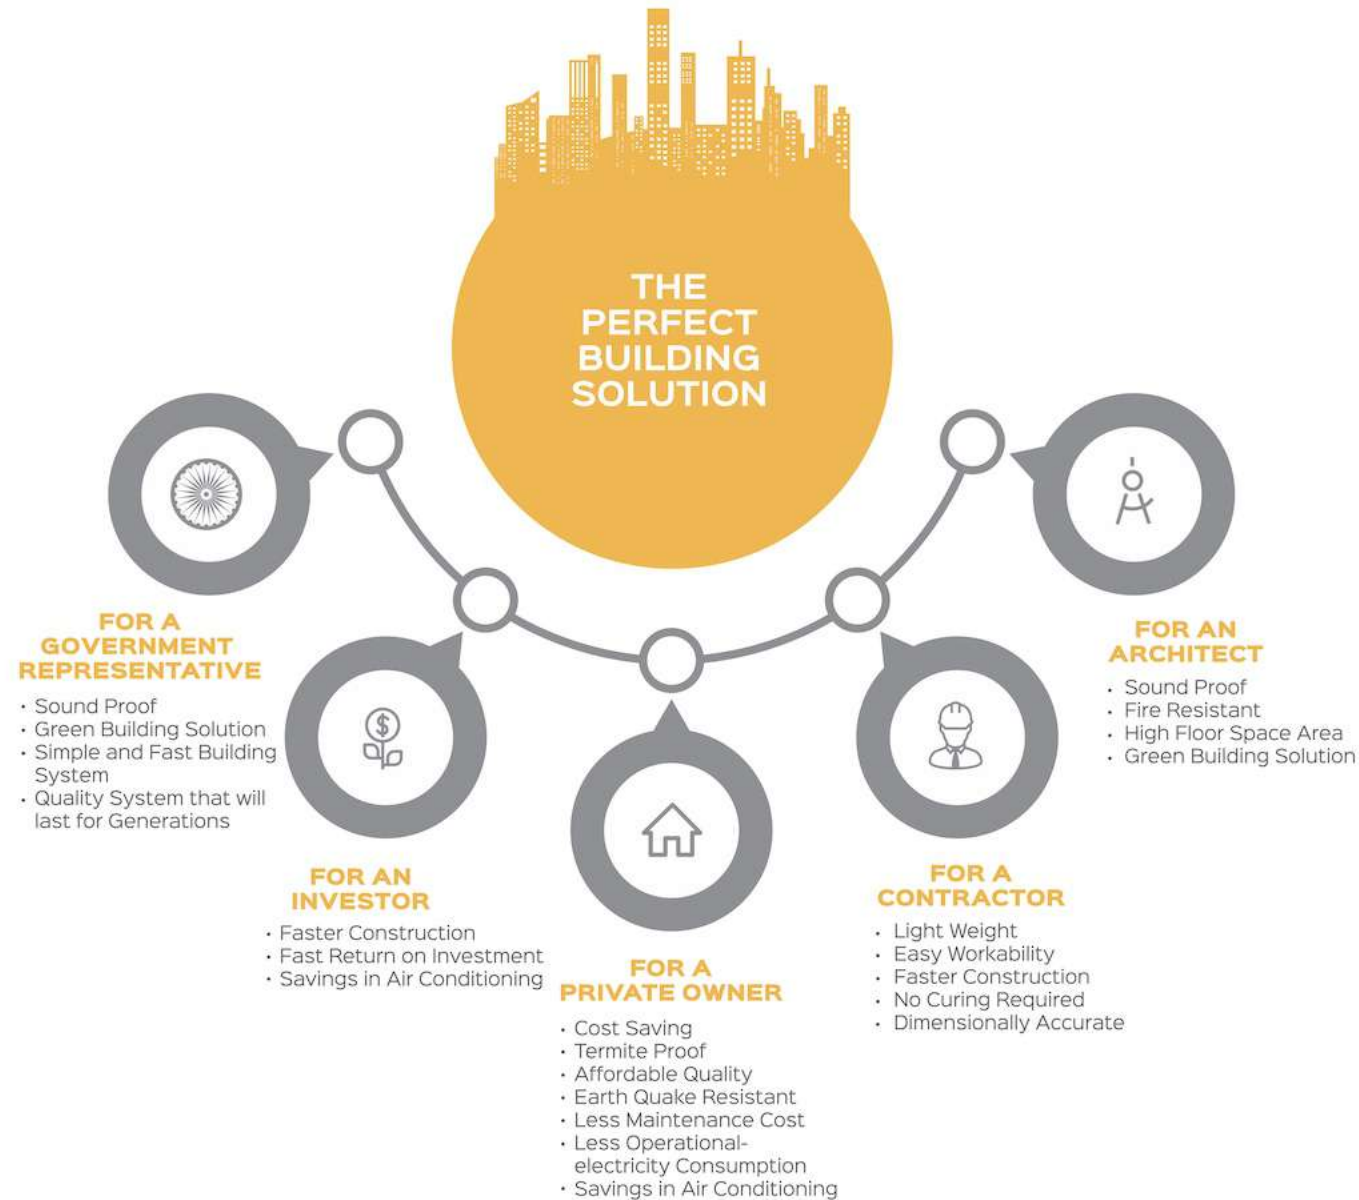 THE
PERFECT
BUILDING
SOLUTION
FOR A
GOVERNMENT
REPRESENTATIVE
· Sound Proof
· Green Building Solution
· Simple and Fast Building
System
· Quality System that will
last for Generations
FOR AN
INVESTOR
· Faster Construction
· Fast Return on Investment
· Savings in Air Conditioning
FOR A
PRIVATE OWNER
· Cost Saving
· Termite Proof
· Affordable Quality
· Earth Quake Resistant
· Less Maintenance Cost
· Less Operational-
electricity Consumption
· Savings in Air Conditioning
FOR A
CONTRACTOR
· Light Weight
· Easy Workability
· Faster Construction
· No Curing Required
· Dimensionally Accurate
FOR AN
ARCHITECT
· Sound Proof
· Fire Resistant
· High Floor Space Area
· Green Building Solution
$